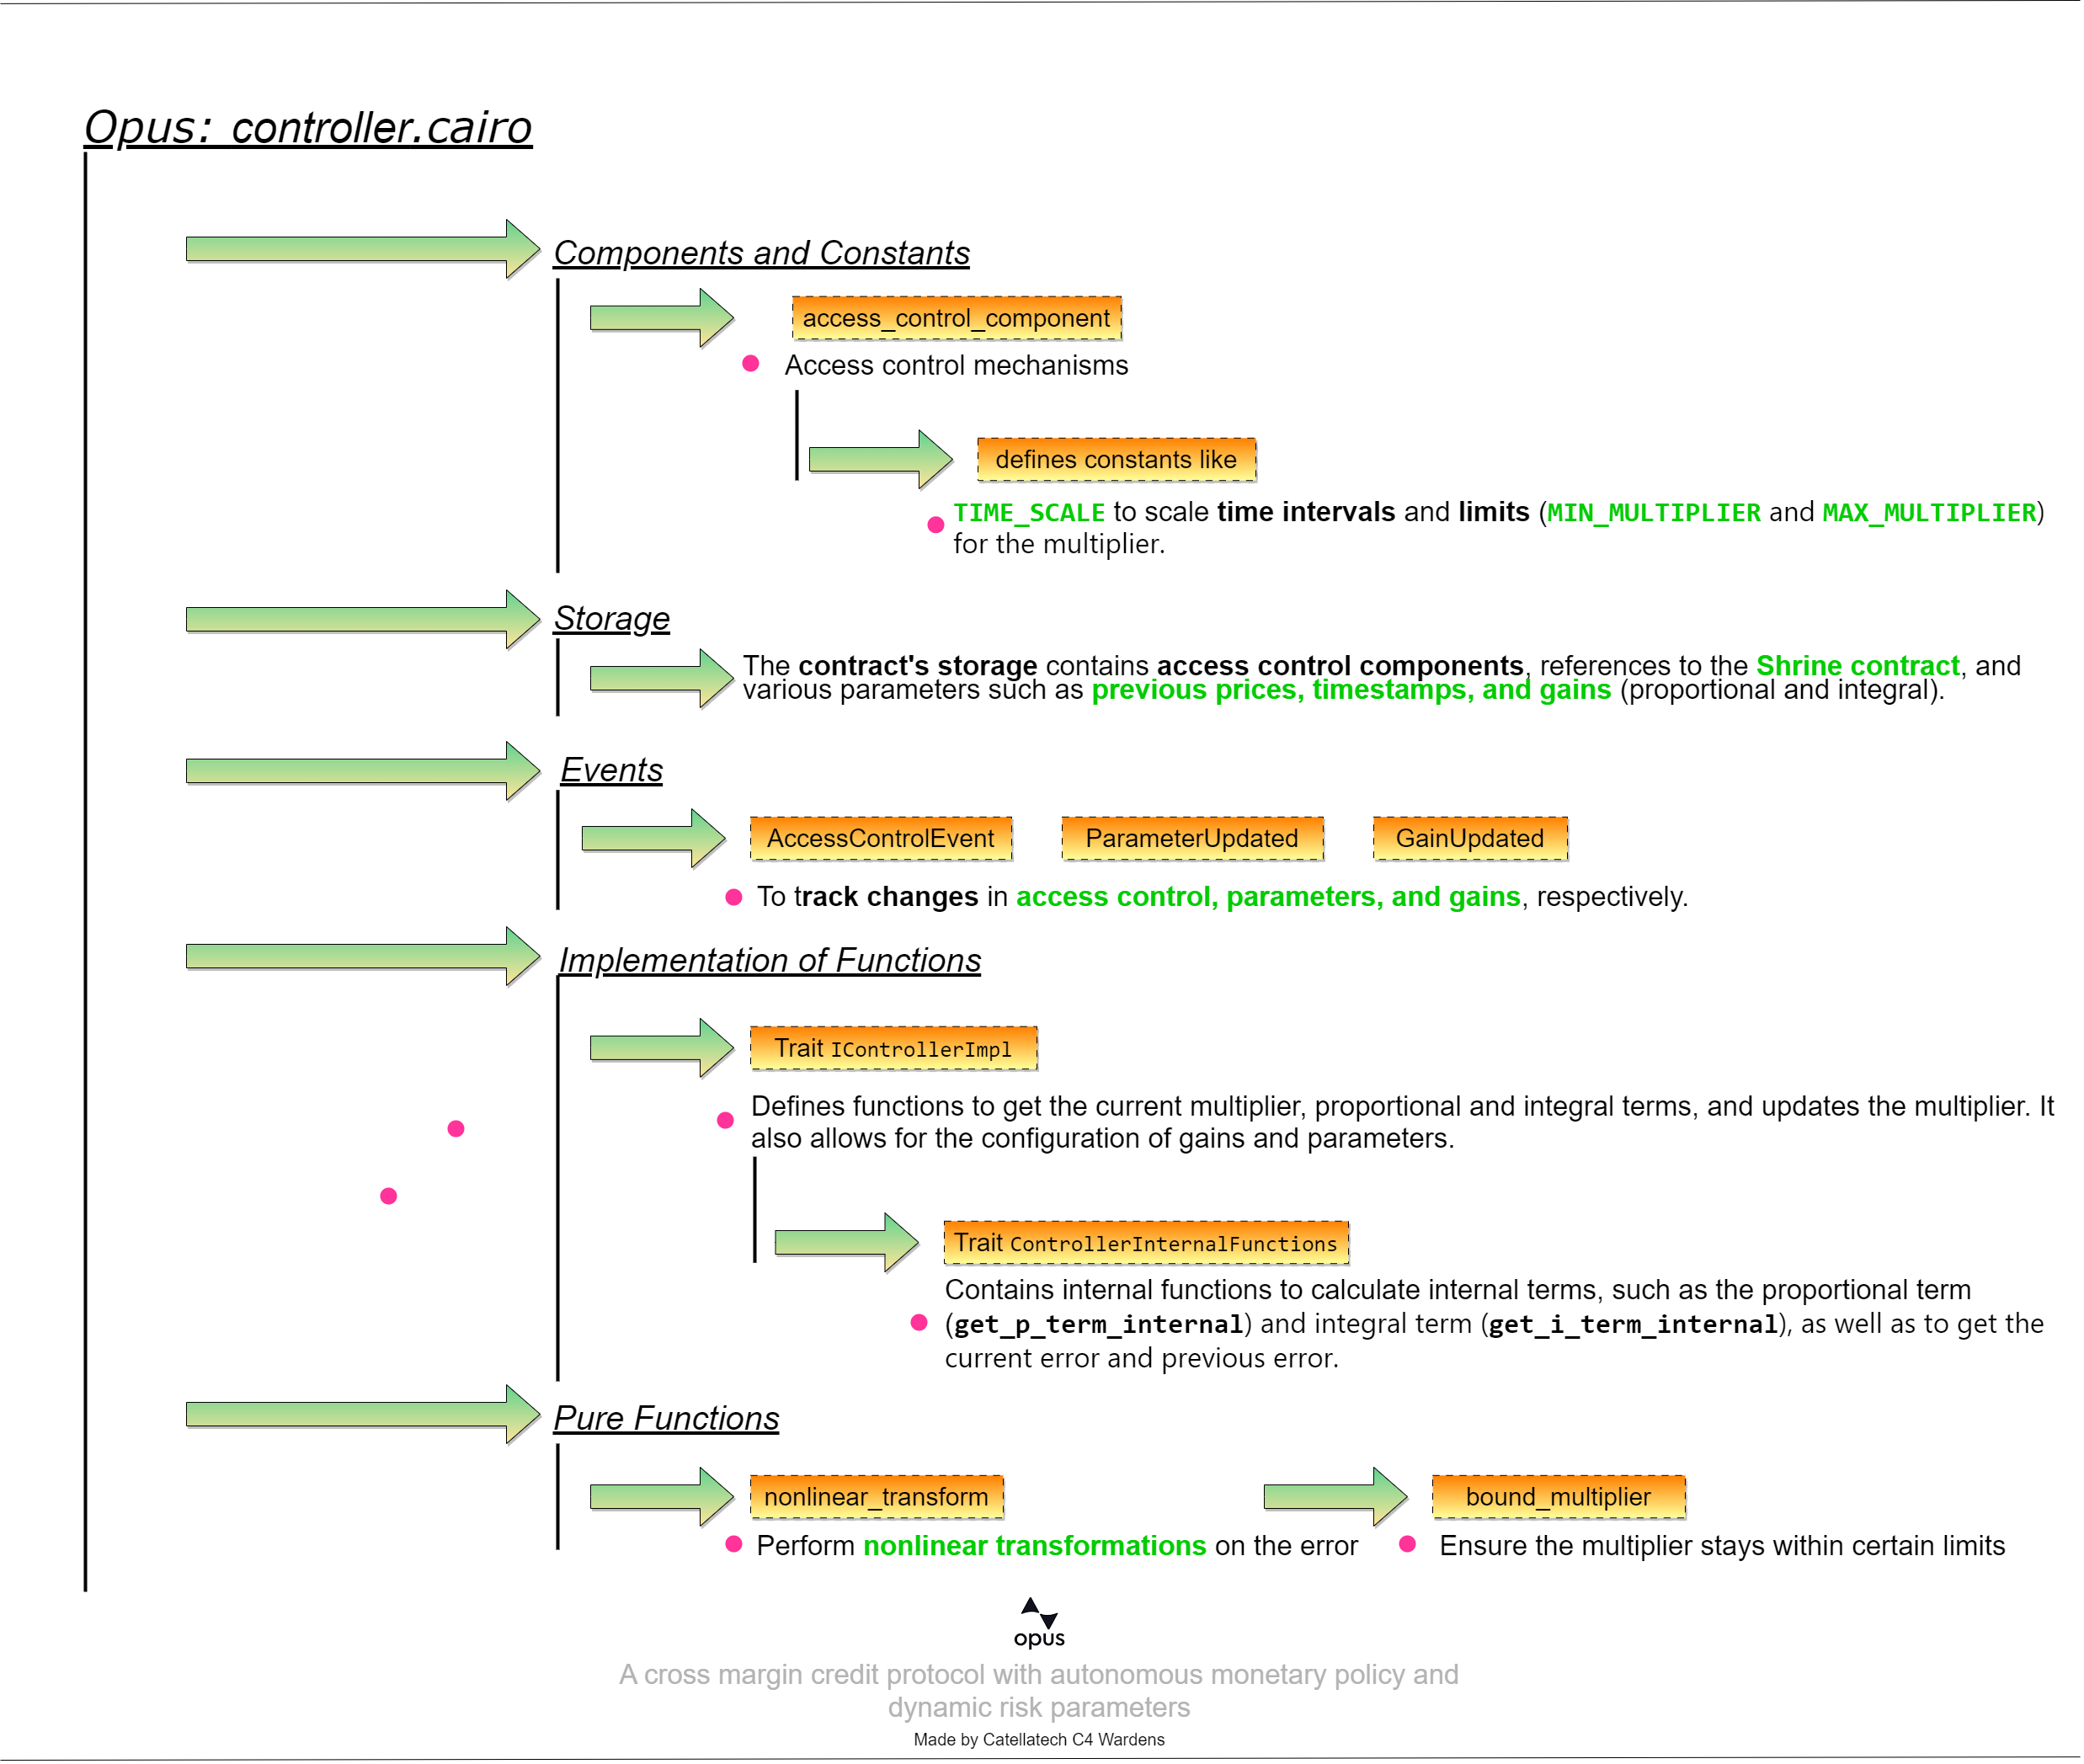 Opus: controller.cairo
Components and Constants
access_control_component
Access control mechanisms
defines constants like
TIME_SCALE to scale time intervals and limits (MIN_MULTIPLIER and MAX_MULTIPLIER)
for the multiplier.
Storage
The contract's storage contains access control components, references to the Shrine contract, and
various parameters such as previous prices, timestamps, and gains (proportional and integral).
Events
AccessControlEvent ParameterUpdated GainUpdated
To track changes in access control, parameters, and gains, respectively.
Implementation of Functions
Trait IControllerImpl
Defines functions to get the current multiplier, proportional and integral terms, and updates the multiplier. It
also allows for the configuration of gains and parameters.
Trait ControllerInternalFunctions
Contains internal functions to calculate internal terms, such as the proportional term
(get_p_term_internal) and integral term (get_i_term_internal), as well as to get the
current error and previous error.
Pure Functions
nonlinear_transform bound_multiplier
Perform nonlinear transformations on the error Ensure the multiplier stays within certain limits
opus
A cross margin credit protocol with autonomous monetary policy and
dynamic risk parameters
Made by Catellatech C4 Wardens